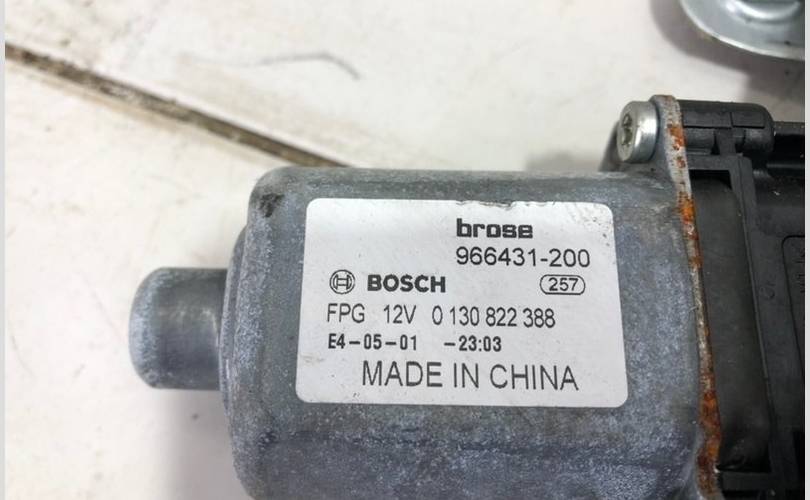 brose
966431-200
BOSCH 257
FPG 12V 0 130 822 388
E4-05-01 -23:03
MADE IN CHINA